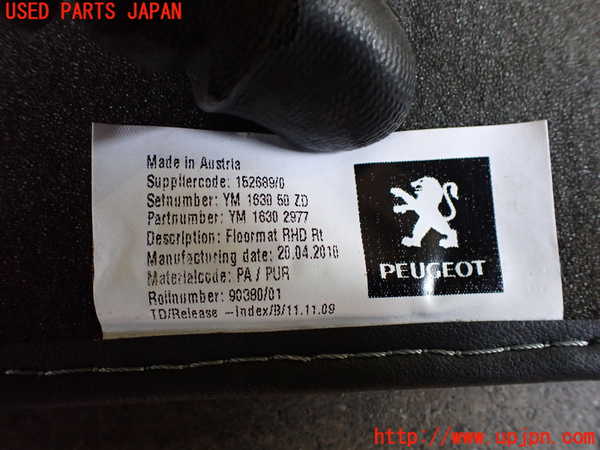 USED PARTS JAPAN
Made in Austria
Suppliercode: 152689/0
Setnumber: YM 1630 50 ZD
Partnumber: YM 1630 2977
Description: Floormat RHD Rt
Manufacturing date: 20.04.2010
Materialcode: PA / PUR
Rollnumber: 90380/01
TD/Release -Index/B/11.11.09
PEUGEOT
http://www.upjpn.com/